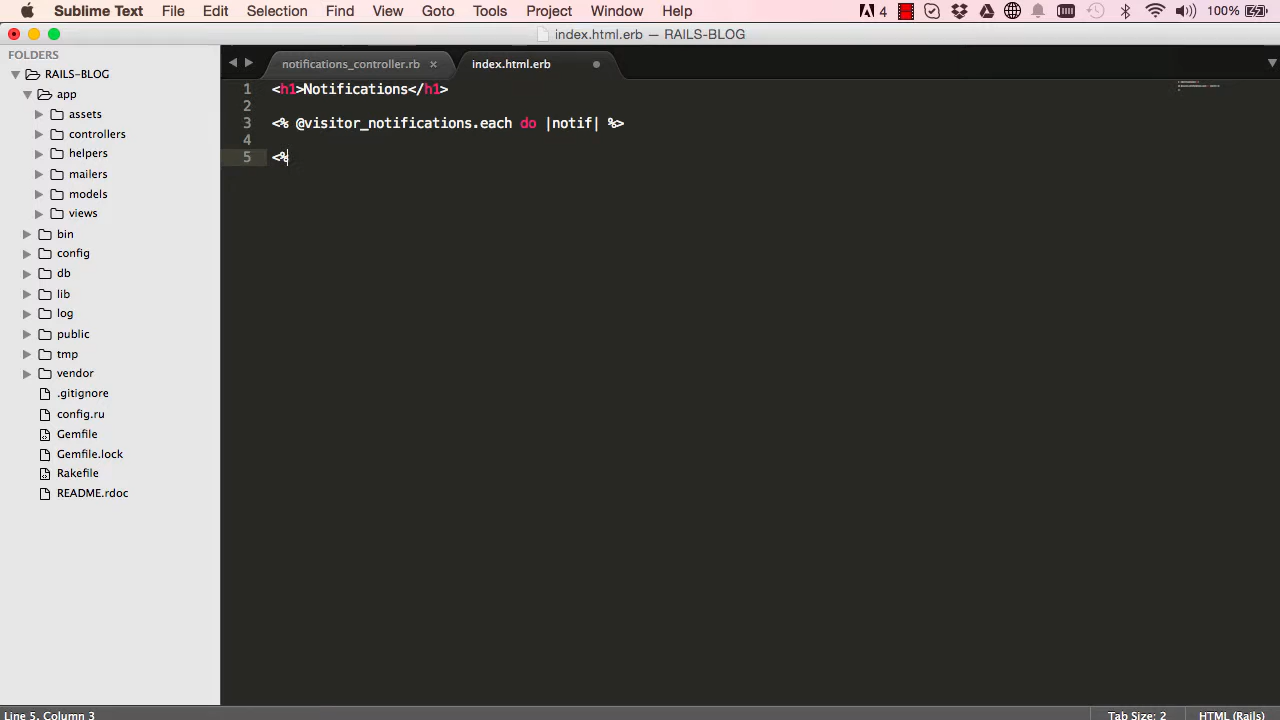 Sublime Text File Edit Selection Find View Goto Tools Project Window Help 4 100%
index.html.erb — RAILS-BLOG
FOLDERS
RAILS-BLOG
app
assets
controllers
helpers
mailers
models
views
bin
config
db
lib
log
public
tmp
vendor
.gitignore
config.ru
Gemfile
Gemfile.lock
Rakefile
README.rdoc
notifications_controller.rb × index.html.erb
1 <h1>Notifications</h1>
2
3 <% @visitor_notifications.each do |notif| %>
4
5 <%
Line 5, Column 3 Tab Size: 2 HTML (Rails)